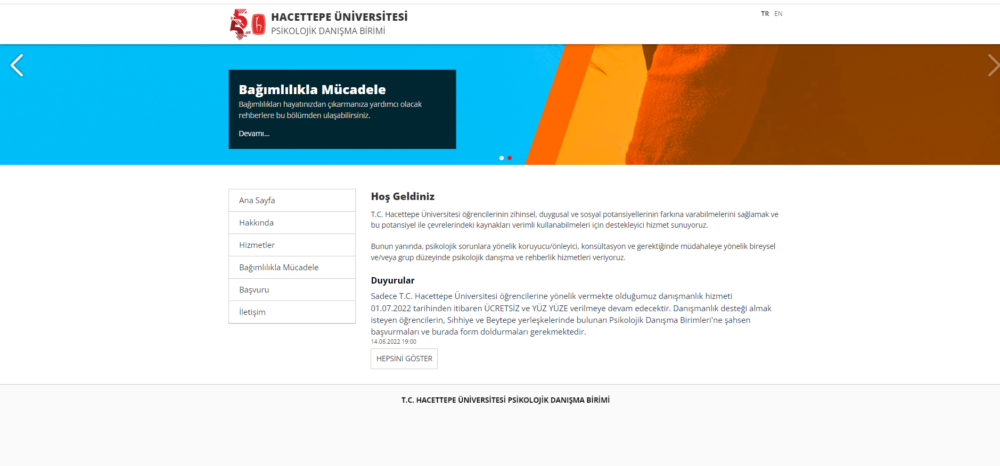 50.yıl
HACETTEPE ÜNİVERSİTESİ
PSİKOLOJİK DANIŞMA BİRİMİ
TR EN
Bağımlılıkla Mücadele
Bağımlılıkları hayatınızdan çıkarmanıza yardımcı olacak
rehberlere bu bölümden ulaşabilirsiniz.
Devamı...
Ana Sayfa
Hakkında
Hizmetler
Bağımlılıkla Mücadele
Başvuru
İletişim
Hoş Geldiniz
T.C. Hacettepe Üniversitesi öğrencilerinin zihinsel, duygusal ve sosyal potansiyellerinin farkına varabilmelerini sağlamak ve
bu potansiyel ile çevrelerindeki kaynakları verimli kullanabilmeleri için destekleyici hizmet sunuyoruz.
Bunun yanında, psikolojik sorunlara yönelik koruyucu/önleyici, konsültasyon ve gerektiğinde müdahaleye yönelik bireysel
ve/veya grup düzeyinde psikolojik danışma ve rehberlik hizmetleri veriyoruz.
Duyurular
Sadece T.C. Hacettepe Üniversitesi öğrencilerine yönelik vermekte olduğumuz danışmanlık hizmeti
01.07.2022 tarihinden itibaren ÜCRETSİZ ve YÜZ YÜZE verilmeye devam edecektir. Danışmanlık desteği almak
isteyen öğrencilerin, Sıhhiye ve Beytepe yerleşkelerinde bulunan Psikolojik Danışma Birimleri'ne şahsen
başvurmaları ve burada form doldurmaları gerekmektedir.
14.06.2022 19:00
HEPSİNİ GÖSTER
T.C. HACETTEPE ÜNİVERSİTESİ PSİKOLOJİK DANIŞMA BİRİMİ